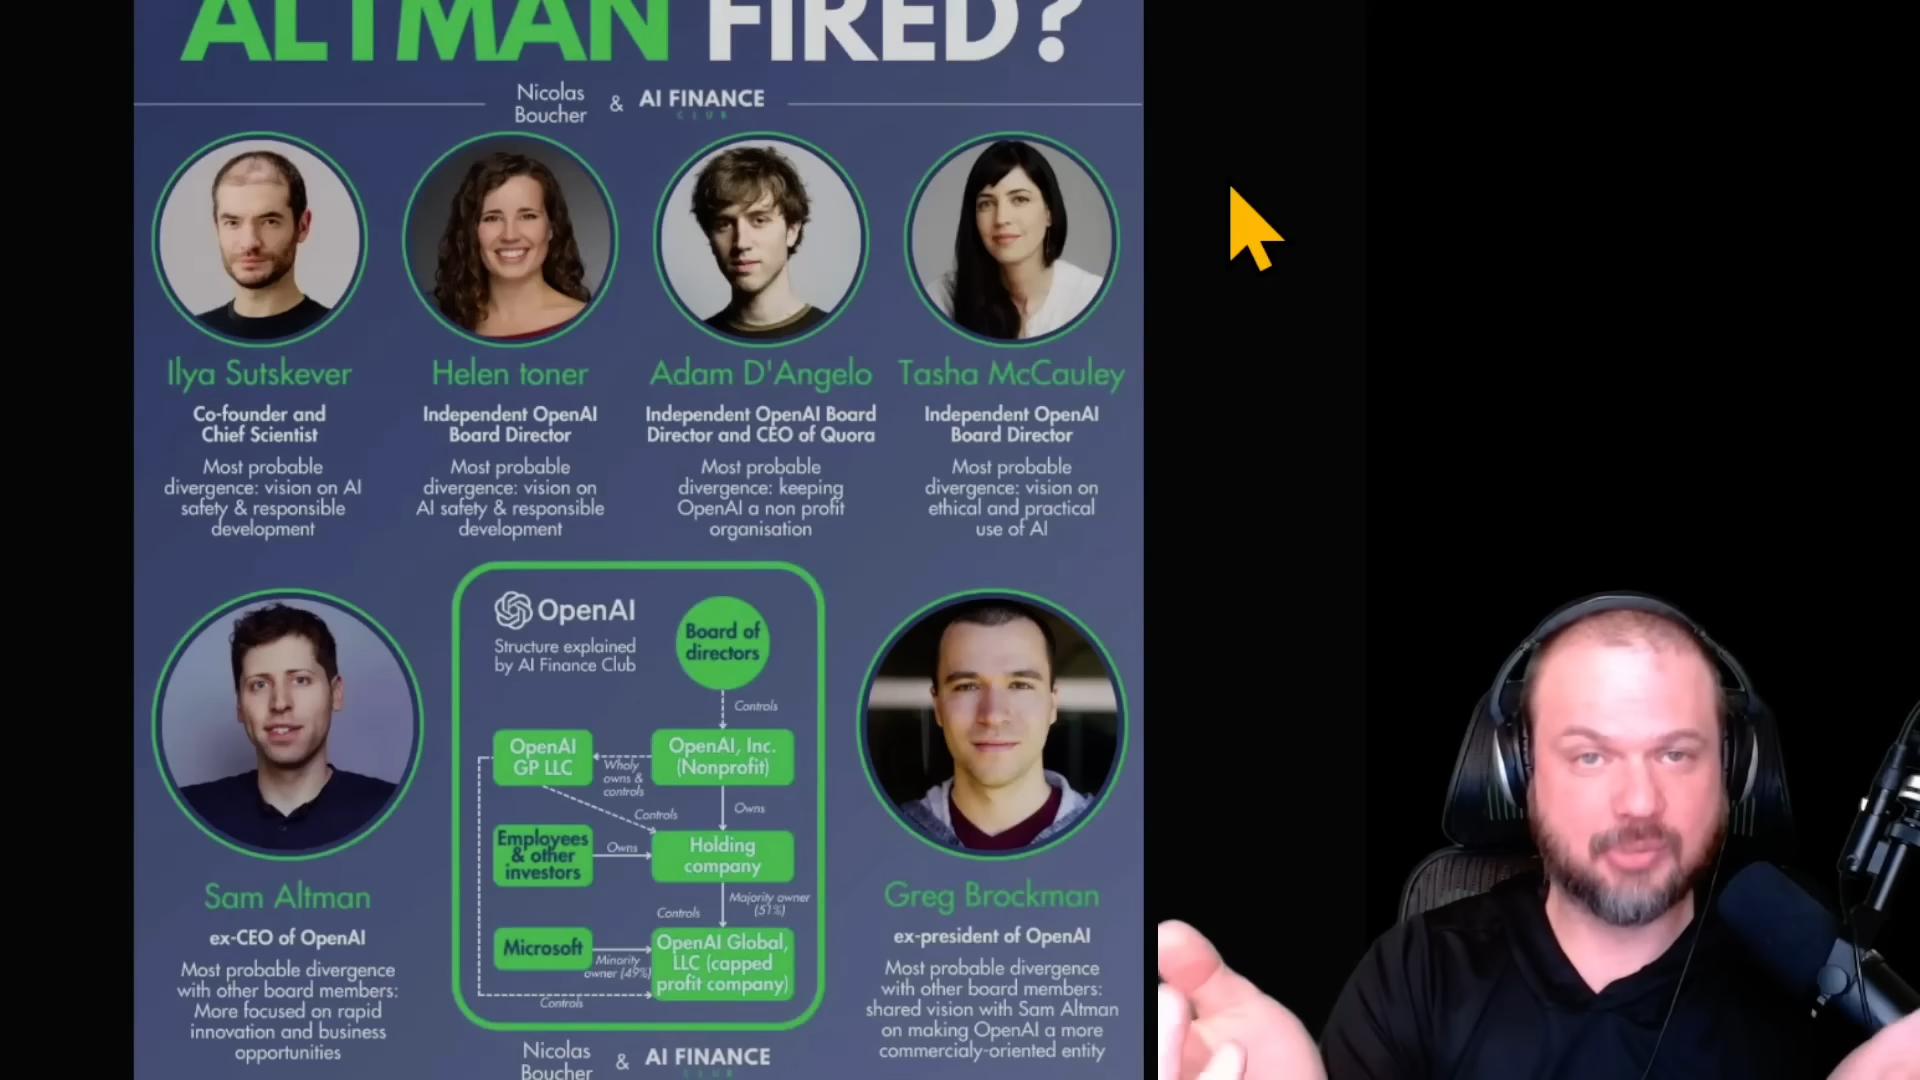 ALTMAN FIRED?
Nicolas
Boucher
&
AI FINANCE
CLUB
Ilya Sutskever
Co-founder and
Chief Scientist
Most probable
divergence: vision on AI
safety & responsible
development
Helen toner
Independent OpenAI
Board Director
Most probable
divergence: vision on
AI safety & responsible
development
Adam D'Angelo
Independent OpenAI Board
Director and CEO of Quora
Most probable
divergence: keeping
OpenAI a non profit
organisation
Tasha McCauley
Independent OpenAI
Board Director
Most probable
divergence: vision on
ethical and practical
use of AI
Sam Altman
ex-CEO of OpenAI
Most probable divergence
with other board members:
More focused on rapid
innovation and business
opportunities
OpenAI
Structure explained
by AI Finance Club
Board of
directors
Controls
OpenAI
GP LLC
Wholy
owns &
controls
OpenAI, Inc.
(Nonprofit)
Controls
Owns
Employees
& other
investors
Owns
Holding
company
Majority owner
(51%)
Controls
Microsoft
Minority
owner (49%)
OpenAI Global,
LLC (capped
profit company)
Controls
Greg Brockman
ex-president of OpenAI
Most probable divergence
with other board members:
shared vision with Sam Altman
on making OpenAI a more
commercialy-oriented entity
Nicolas
Boucher
&
AI FINANCE
CLUB